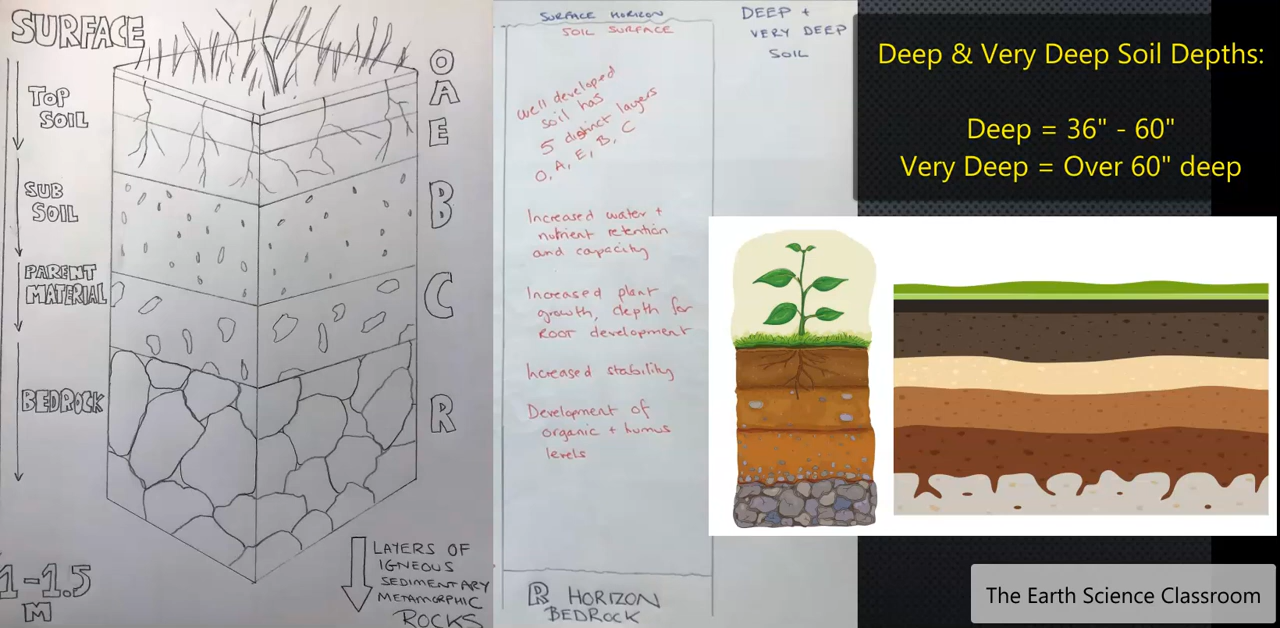 SURFACE
TOP
SOIL
SUB
SOIL
PARENT
MATERIAL
BEDROCK
1-1.5
M
O
A
E
B
C
R
LAYERS OF
IGNEOUS
SEDIMENTARY
METAMORPHIC
ROCKS
SURFACE HORIZON
SOIL SURFACE
well developed
soil has
5 distinct layers
O, A, E, B, C
Increased water +
nutrient retention
and capacity
Increased plant
growth, depth for
ROOT development
Increased stability
Development of
organic + humus
levels
R HORIZON
BEDROCK
DEEP +
VERY DEEP
SOIL
Deep & Very Deep Soil Depths:
Deep = 36" - 60"
Very Deep = Over 60" deep
The Earth Science Classroom